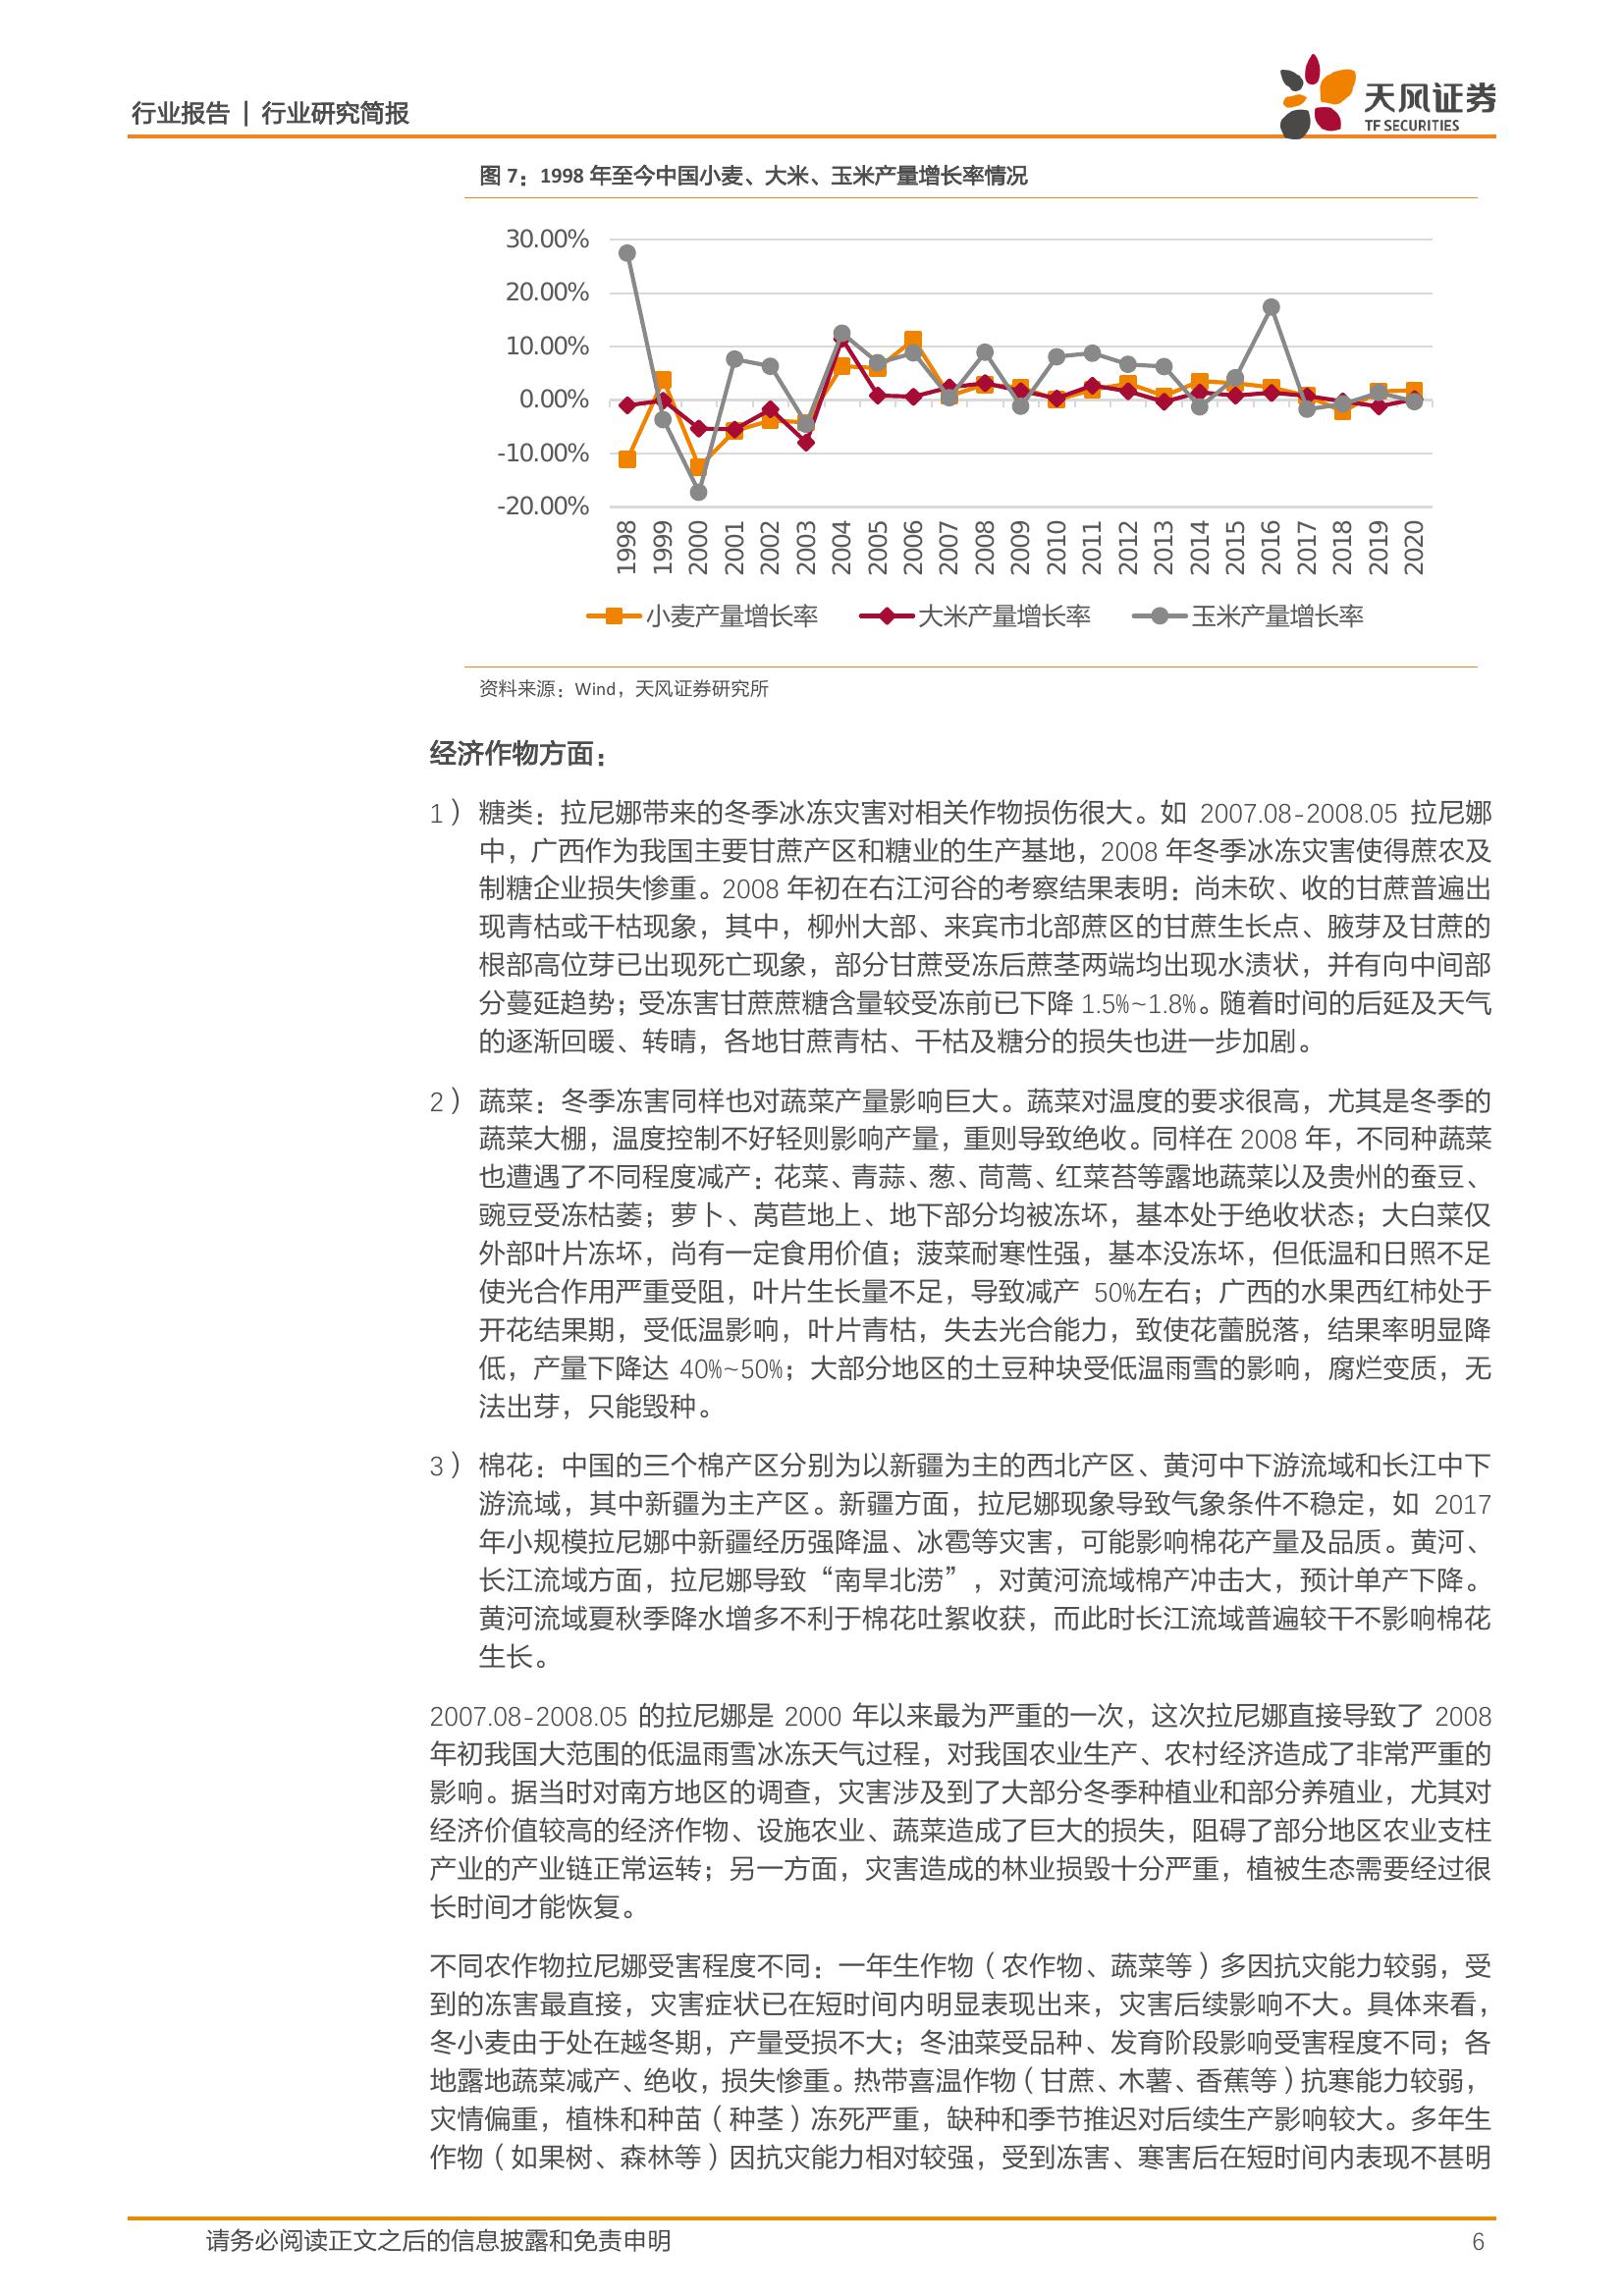 行业报告 | 行业研究简报
天风证券
TF SECURITIES
图 7：1998 年至今中国小麦、大米、玉米产量增长率情况
30.00%
20.00%
10.00%
0.00%
-10.00%
-20.00%
1998 1999 2000 2001 2002 2003 2004 2005 2006 2007 2008 2009 2010 2011 2012 2013 2014 2015 2016 2017 2018 2019 2020
小麦产量增长率 大米产量增长率 玉米产量增长率
资料来源：Wind，天风证券研究所
经济作物方面：
1） 糖类：拉尼娜带来的冬季冰冻灾害对相关作物损伤很大。如 2007.08-2008.05 拉尼娜
中，广西作为我国主要甘蔗产区和糖业的生产基地，2008 年冬季冰冻灾害使得蔗农及
制糖企业损失惨重。2008 年初在右江河谷的考察结果表明：尚未砍、收的甘蔗普遍出
现青枯或干枯现象，其中，柳州大部、来宾市北部蔗区的甘蔗生长点、腋芽及甘蔗的
根部高位芽已出现死亡现象，部分甘蔗受冻后蔗茎两端均出现水渍状，并有向中间部
分蔓延趋势；受冻害甘蔗蔗糖含量较受冻前已下降 1.5%~1.8%。随着时间的后延及天气
的逐渐回暖、转晴，各地甘蔗青枯、干枯及糖分的损失也进一步加剧。
2） 蔬菜：冬季冻害同样也对蔬菜产量影响巨大。蔬菜对温度的要求很高，尤其是冬季的
蔬菜大棚，温度控制不好轻则影响产量，重则导致绝收。同样在 2008 年，不同种蔬菜
也遭遇了不同程度减产：花菜、青蒜、葱、茼蒿、红菜苔等露地蔬菜以及贵州的蚕豆、
豌豆受冻枯萎；萝卜、莴苣地上、地下部分均被冻坏，基本处于绝收状态；大白菜仅
外部叶片冻坏，尚有一定食用价值；菠菜耐寒性强，基本没冻坏，但低温和日照不足
使光合作用严重受阻，叶片生长量不足，导致减产 50%左右；广西的水果西红柿处于
开花结果期，受低温影响，叶片青枯，失去光合能力，致使花蕾脱落，结果率明显降
低，产量下降达 40%~50%；大部分地区的土豆种块受低温雨雪的影响，腐烂变质，无
法出芽，只能毁种。
3） 棉花：中国的三个棉产区分别为以新疆为主的西北产区、黄河中下游流域和长江中下
游流域，其中新疆为主产区。新疆方面，拉尼娜现象导致气象条件不稳定，如 2017
年小规模拉尼娜中新疆经历强降温、冰雹等灾害，可能影响棉花产量及品质。黄河、
长江流域方面，拉尼娜导致“南旱北涝”，对黄河流域棉产冲击大，预计单产下降。
黄河流域夏秋季降水增多不利于棉花吐絮收获，而此时长江流域普遍较干不影响棉花
生长。
2007.08-2008.05 的拉尼娜是 2000 年以来最为严重的一次，这次拉尼娜直接导致了 2008
年初我国大范围的低温雨雪冰冻天气过程，对我国农业生产、农村经济造成了非常严重的
影响。据当时对南方地区的调查，灾害涉及到了大部分冬季种植业和部分养殖业，尤其对
经济价值较高的经济作物、设施农业、蔬菜造成了巨大的损失，阻碍了部分地区农业支柱
产业的产业链正常运转；另一方面，灾害造成的林业损毁十分严重，植被生态需要经过很
长时间才能恢复。
不同农作物拉尼娜受害程度不同：一年生作物（农作物、蔬菜等）多因抗灾能力较弱，受
到的冻害最直接，灾害症状已在短时间内明显表现出来，灾害后续影响不大。具体来看，
冬小麦由于处在越冬期，产量受损不大；冬油菜受品种、发育阶段影响受害程度不同；各
地露地蔬菜减产、绝收，损失惨重。热带喜温作物（甘蔗、木薯、香蕉等）抗寒能力较弱，
灾情偏重，植株和种苗（种茎）冻死严重，缺种和季节推迟对后续生产影响较大。多年生
作物（如果树、森林等）因抗灾能力相对较强，受到冻害、寒害后在短时间内表现不甚明
请务必阅读正文之后的信息披露和免责申明 6